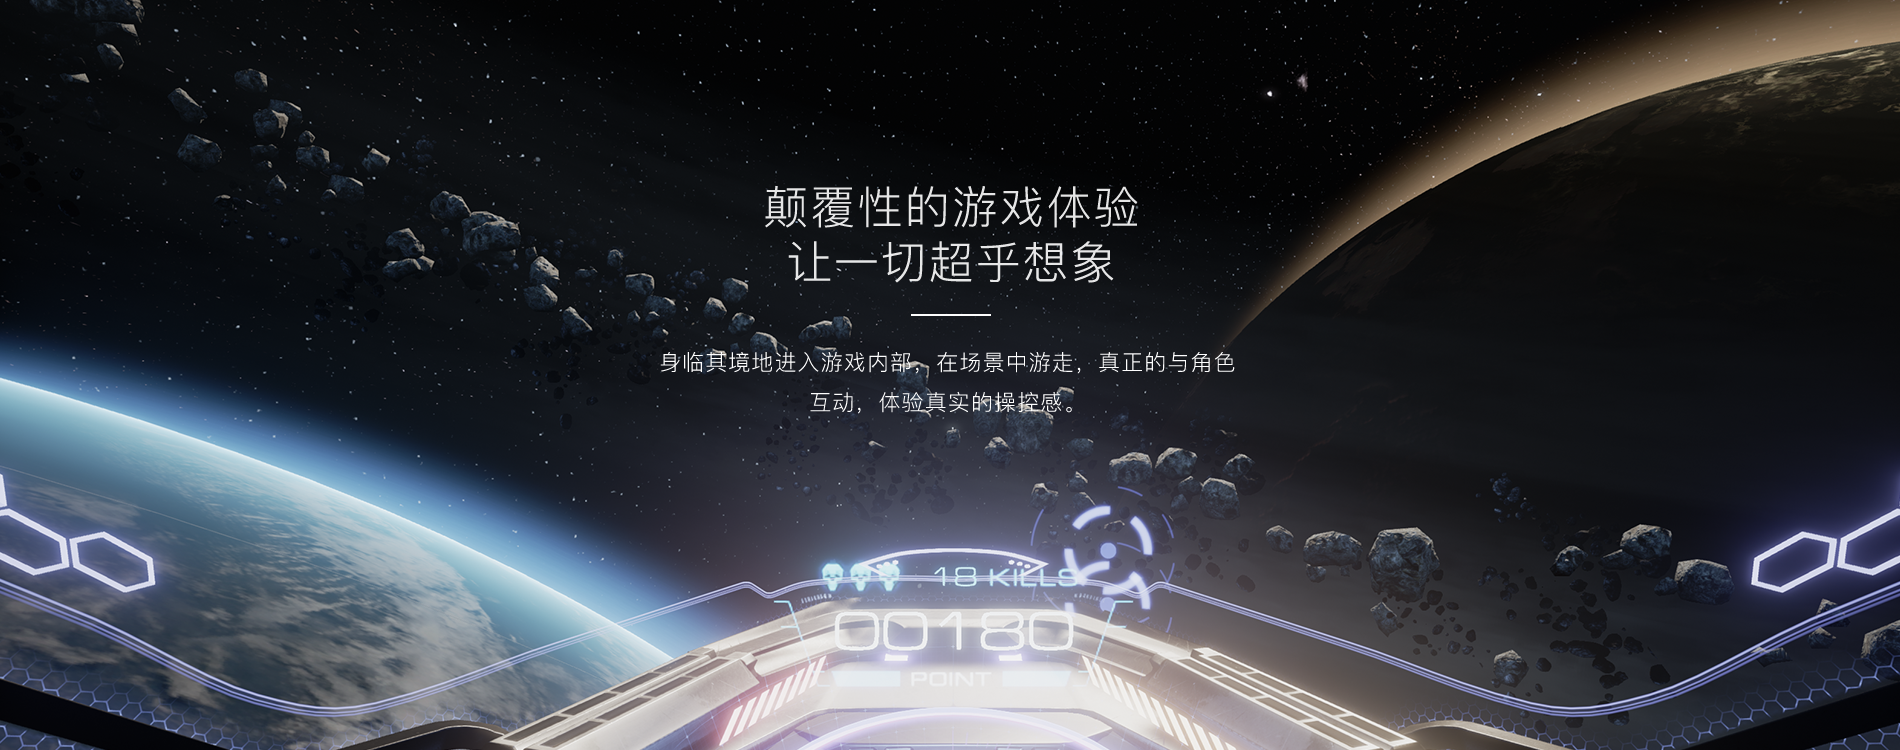 颠覆性的游戏体验
让一切超乎想象
身临其境地进入游戏内部，在场景中游走，真正的与角色
互动，体验真实的操控感。
18 KILLS
00180
POINT